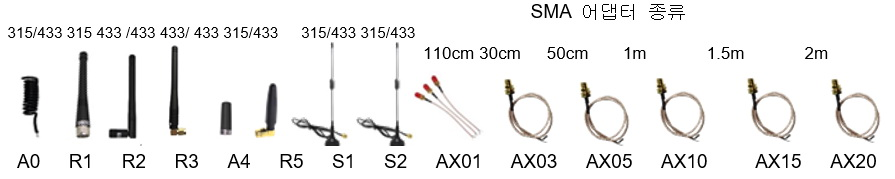 SMA 어댑터 종류
315/433 315 433 /433 433/ 433 315/433 315/433 315/433
110cm 30cm 50cm 1m 1.5m 2m
A0 R1 R2 R3 A4 R5 S1 S2 AX01 AX03 AX05 AX10 AX15 AX20